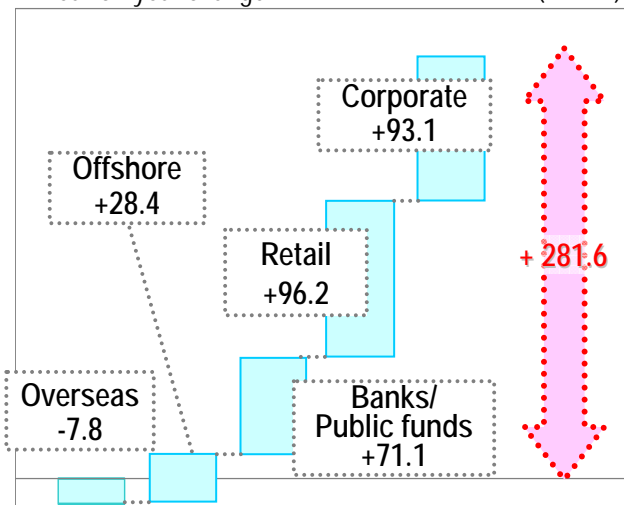 Corporate
+93.1
Offshore
+28.4
Retail
+96.2
+ 281.6
Overseas
-7.8
Banks/
Public funds
+71.1